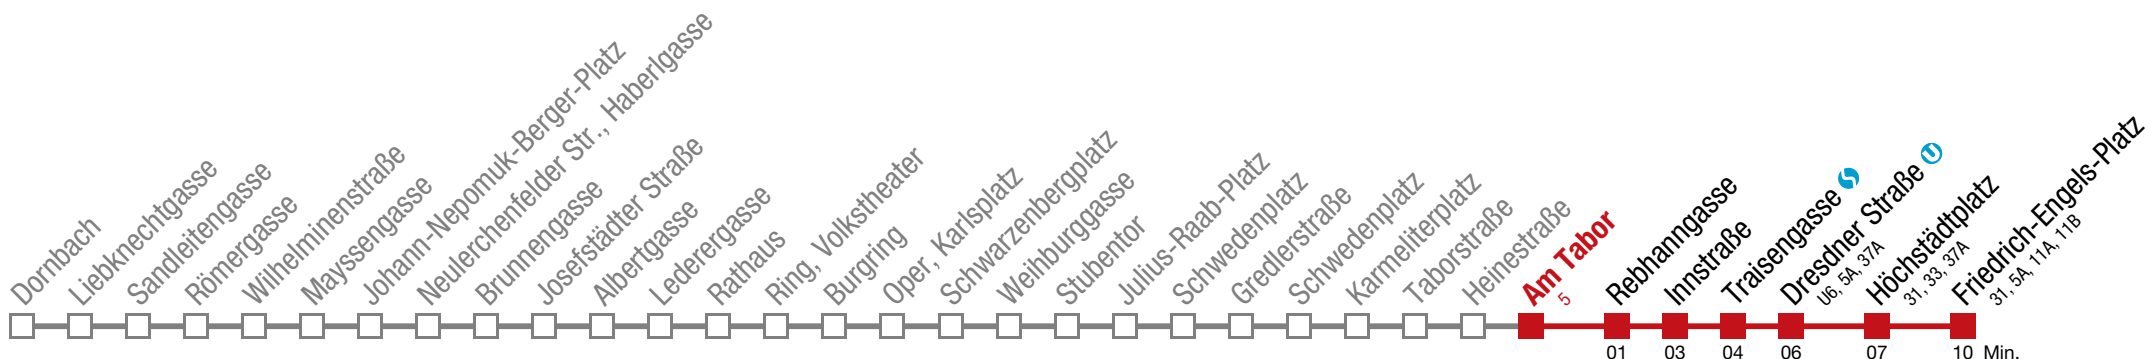 Dornbach
Liebknechtgasse
Sandleitengasse
Römergasse
Wilhelminenstraße
Mayssengasse
Johann-Nepomuk-Berger-Platz
Neulerchenfelder Str., Haberlgasse
Brunnengasse
Josefstädter Straße
Albertgasse
Lederergasse
Rathaus
Ring, Volkstheater
Burgring
Oper, Karlsplatz
Schwarzenbergplatz
Weihburggasse
Stubentor
Julius-Raab-Platz
Schwedenplatz
Gredlerstraße
Schwedenplatz
Karmeliterplatz
Taborstraße
Heinestraße
Am Tabor
5
Rebhanngasse
Innstraße
Traisengasse S
Dresdner Straße U
U6, 5A, 37A
Höchstädtplatz
31, 33, 37A
Friedrich-Engels-Platz
31, 5A, 11A, 11B
01 03 04 06 07 10 Min.